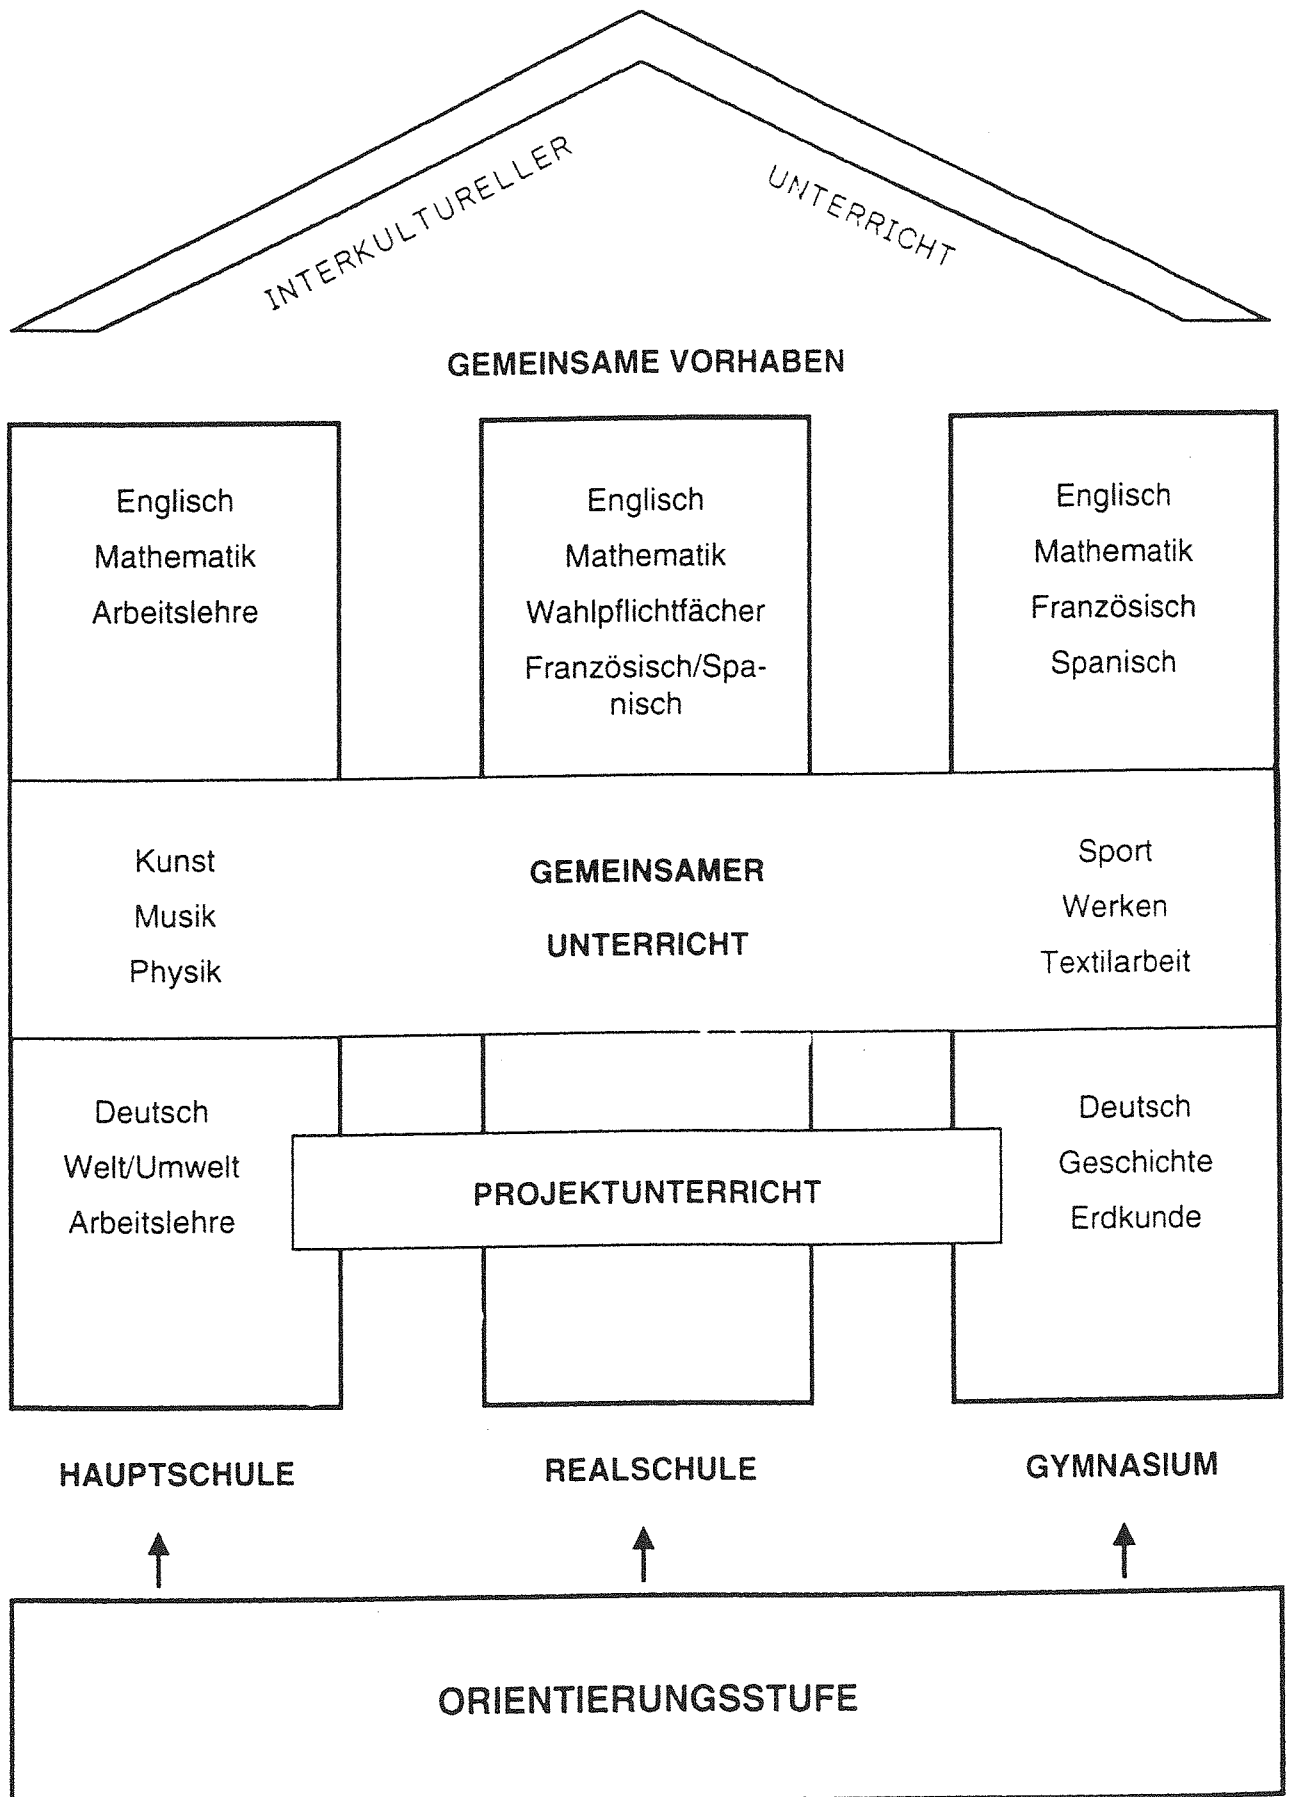 INTERKULTURELLER
UNTERRICHT
GEMEINSAME VORHABEN
Englisch
Mathematik
Arbeitslehre
Englisch
Mathematik
Wahlpflichtfächer
Französisch/Spa-
nisch
Englisch
Mathematik
Französisch
Spanisch
Kunst
Musik
Physik
GEMEINSAMER
UNTERRICHT
Sport
Werken
Textilarbeit
Deutsch
Welt/Umwelt
Arbeitslehre
PROJEKTUNTERRICHT
Deutsch
Geschichte
Erdkunde
HAUPTSCHULE
REALSCHULE
GYMNASIUM
ORIENTIERUNGSSTUFE